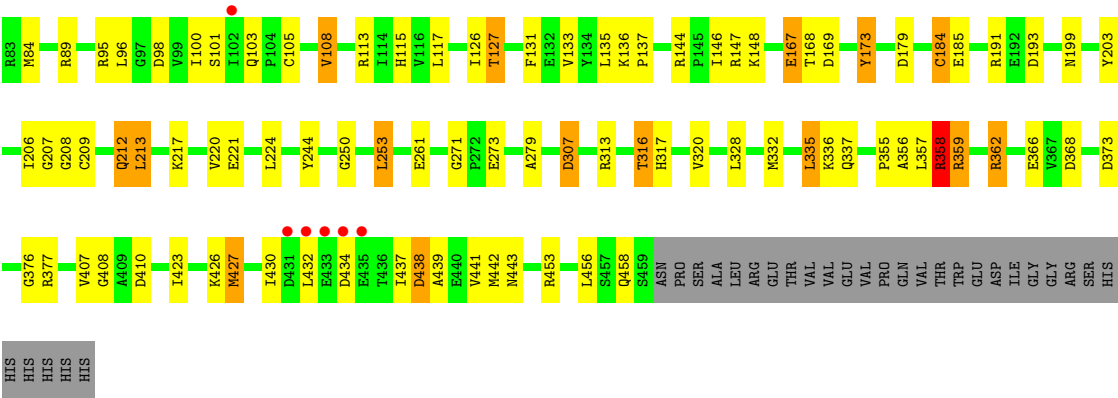 R83 M84 R89 R95 L96 G97 D98 V99 I100 S101 I102 Q103 P104 C105 V108 R113 I114 H115 V116 L117 I126 T127 F131 E132 V133 Y134 L135 K136 P137 R144 P145 I146 R147 K148 E167 T168 D169 Y173 D179 C184 E185 R191 E192 D193 N199 Y203
I206 G207 G208 C209 Q212 L213 K217 V220 E221 L224 Y244 G250 L253 E261 G271 P272 E273 A279 D307 R313 T316 H317 V320 L328 M332 L335 K336 Q337 P355 A356 L357 R358 R359 R362 E366 V367 D368 D373
G376 R377 V407 G408 A409 D410 I423 K426 M427 I430 D431 L432 E433 D434 E435 T436 I437 D438 A439 E440 V441 M442 N443 R453 L456 S457 Q458 S459 ASN PRO SER ALA LEU ARG GLU THR VAL VAL GLU VAL PRO GLN VAL THR TRP GLU ASP ILE GLY GLY ARG SER HIS
HIS HIS HIS HIS HIS